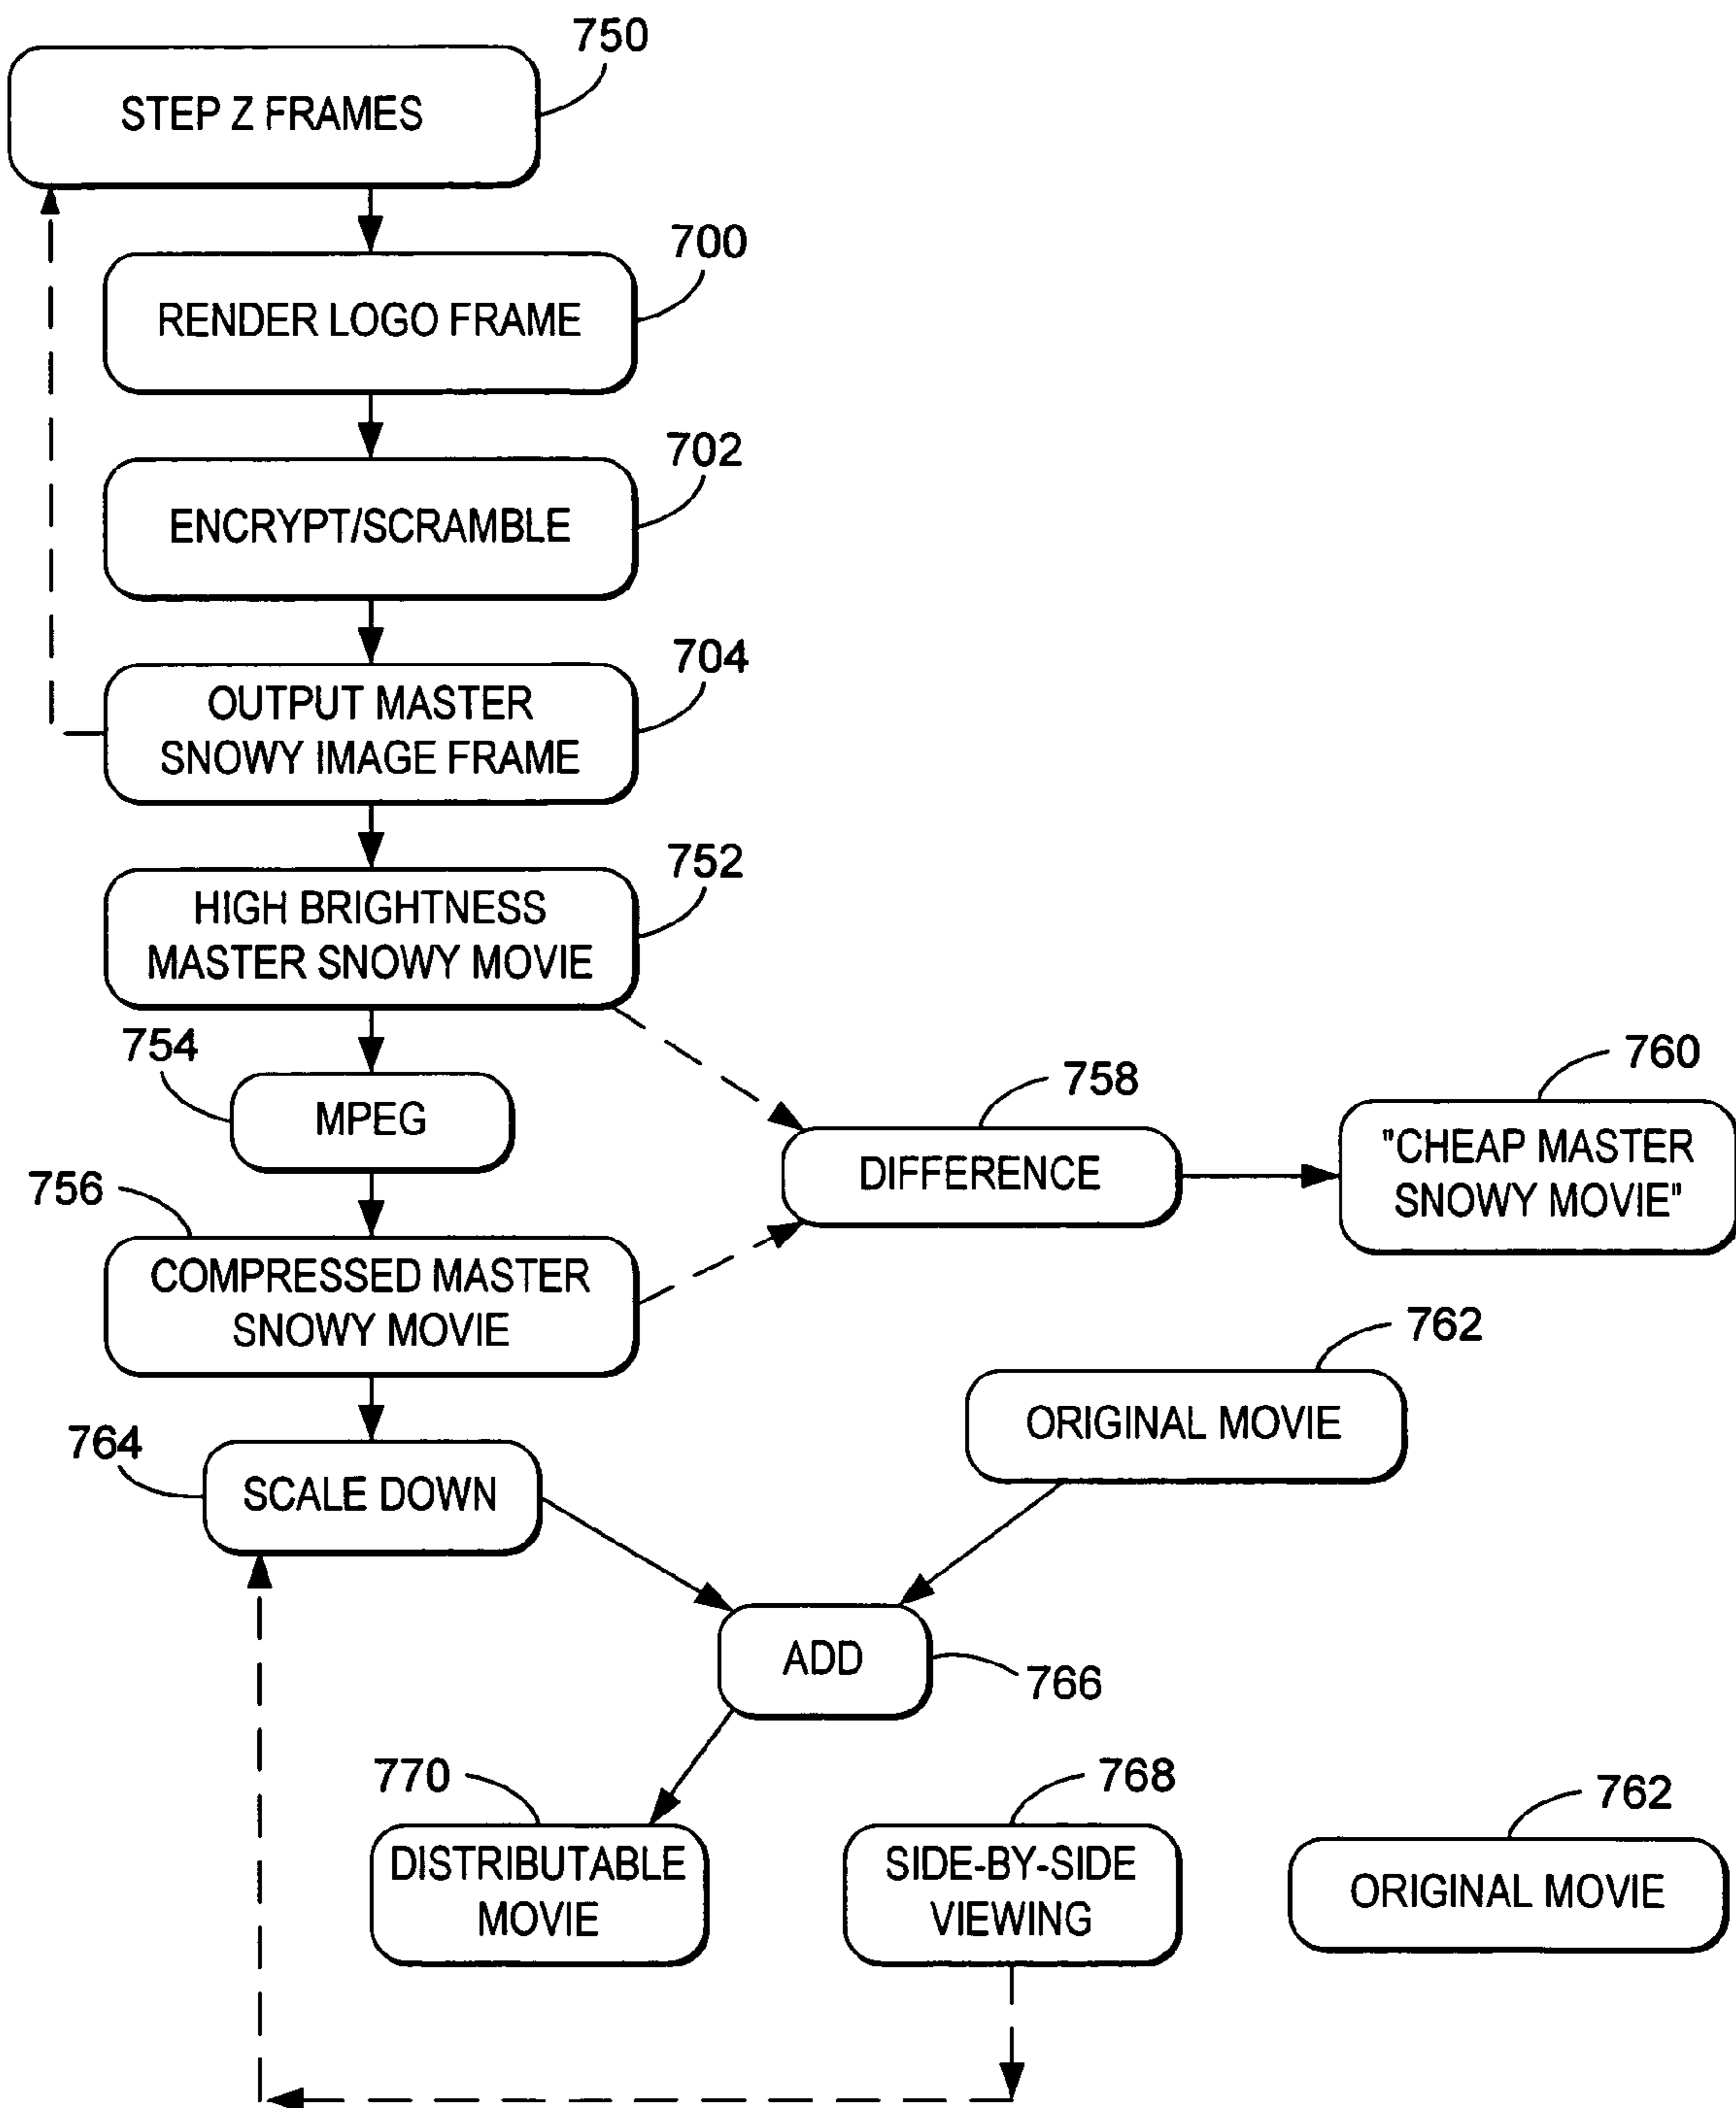 750
STEP Z FRAMES
700
RENDER LOGO FRAME
702
ENCRYPT/SCRAMBLE
704
OUTPUT MASTER
SNOWY IMAGE FRAME
752
HIGH BRIGHTNESS
MASTER SNOWY MOVIE
754
MPEG
758
DIFFERENCE
760
"CHEAP MASTER
SNOWY MOVIE"
756
COMPRESSED MASTER
SNOWY MOVIE
762
ORIGINAL MOVIE
764
SCALE DOWN
ADD
766
770
DISTRIBUTABLE
MOVIE
768
SIDE-BY-SIDE
VIEWING
762
ORIGINAL MOVIE